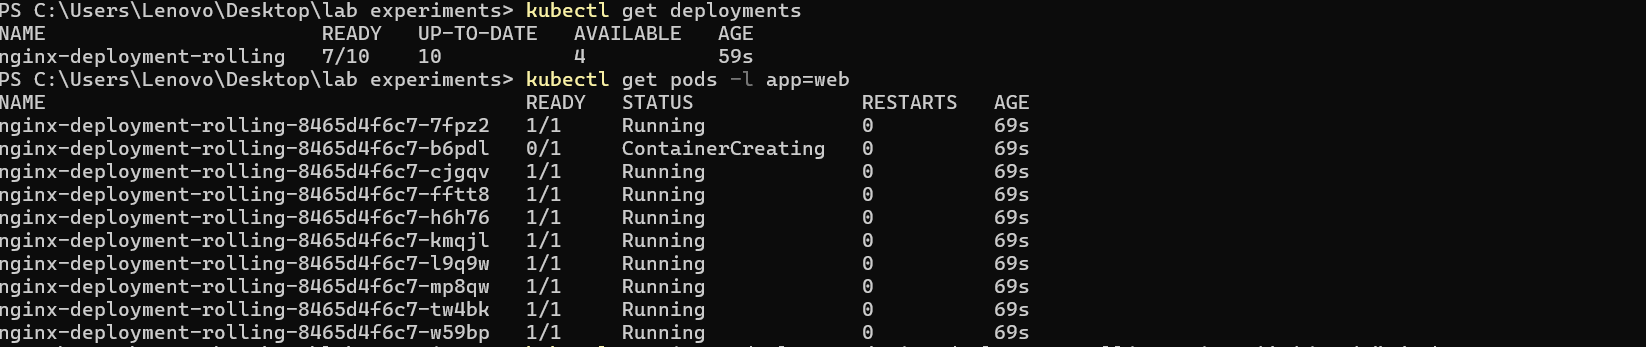 PS C:\Users\Lenovo\Desktop\lab experiments> kubectl get deployments
NAME                       READY   UP-TO-DATE   AVAILABLE   AGE
nginx-deployment-rolling   7/10    10           4           59s
PS C:\Users\Lenovo\Desktop\lab experiments> kubectl get pods -l app=web
NAME                                        READY   STATUS              RESTARTS   AGE
nginx-deployment-rolling-8465d4f6c7-7fpz2   1/1     Running             0          69s
nginx-deployment-rolling-8465d4f6c7-b6pdl   0/1     ContainerCreating   0          69s
nginx-deployment-rolling-8465d4f6c7-cjgqv   1/1     Running             0          69s
nginx-deployment-rolling-8465d4f6c7-fftt8   1/1     Running             0          69s
nginx-deployment-rolling-8465d4f6c7-h6h76   1/1     Running             0          69s
nginx-deployment-rolling-8465d4f6c7-kmqjl   1/1     Running             0          69s
nginx-deployment-rolling-8465d4f6c7-l9q9w   1/1     Running             0          69s
nginx-deployment-rolling-8465d4f6c7-mp8qw   1/1     Running             0          69s
nginx-deployment-rolling-8465d4f6c7-tw4bk   1/1     Running             0          69s
nginx-deployment-rolling-8465d4f6c7-w59bp   1/1     Running             0          69s